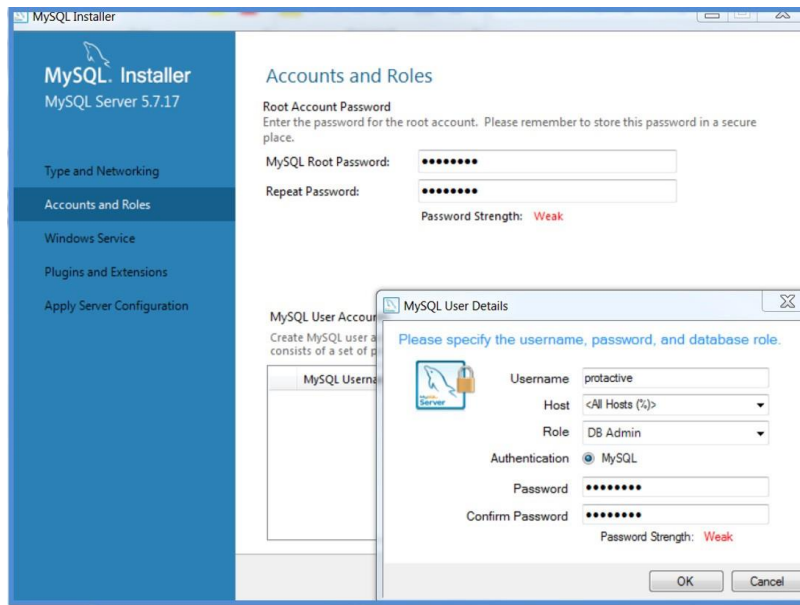 MySQL Installer
MySQL. Installer
MySQL Server 5.7.17
Type and Networking
Accounts and Roles
Windows Service
Plugins and Extensions
Apply Server Configuration
Accounts and Roles
Root Account Password
Enter the password for the root account. Please remember to store this password in a secure
place.
MySQL Root Password: ●●●●●●●●
Repeat Password: ●●●●●●●●
Password Strength: Weak
MySQL User Accoun
Create MySQL user a
consists of a set of p
MySQL Userna
MySQL User Details
Please specify the username, password, and database role.
Server
Username protactive
Host <All Hosts (%)>
Role DB Admin
Authentication MySQL
Password ●●●●●●●●
Confirm Password ●●●●●●●●
Password Strength: Weak
OK Cancel